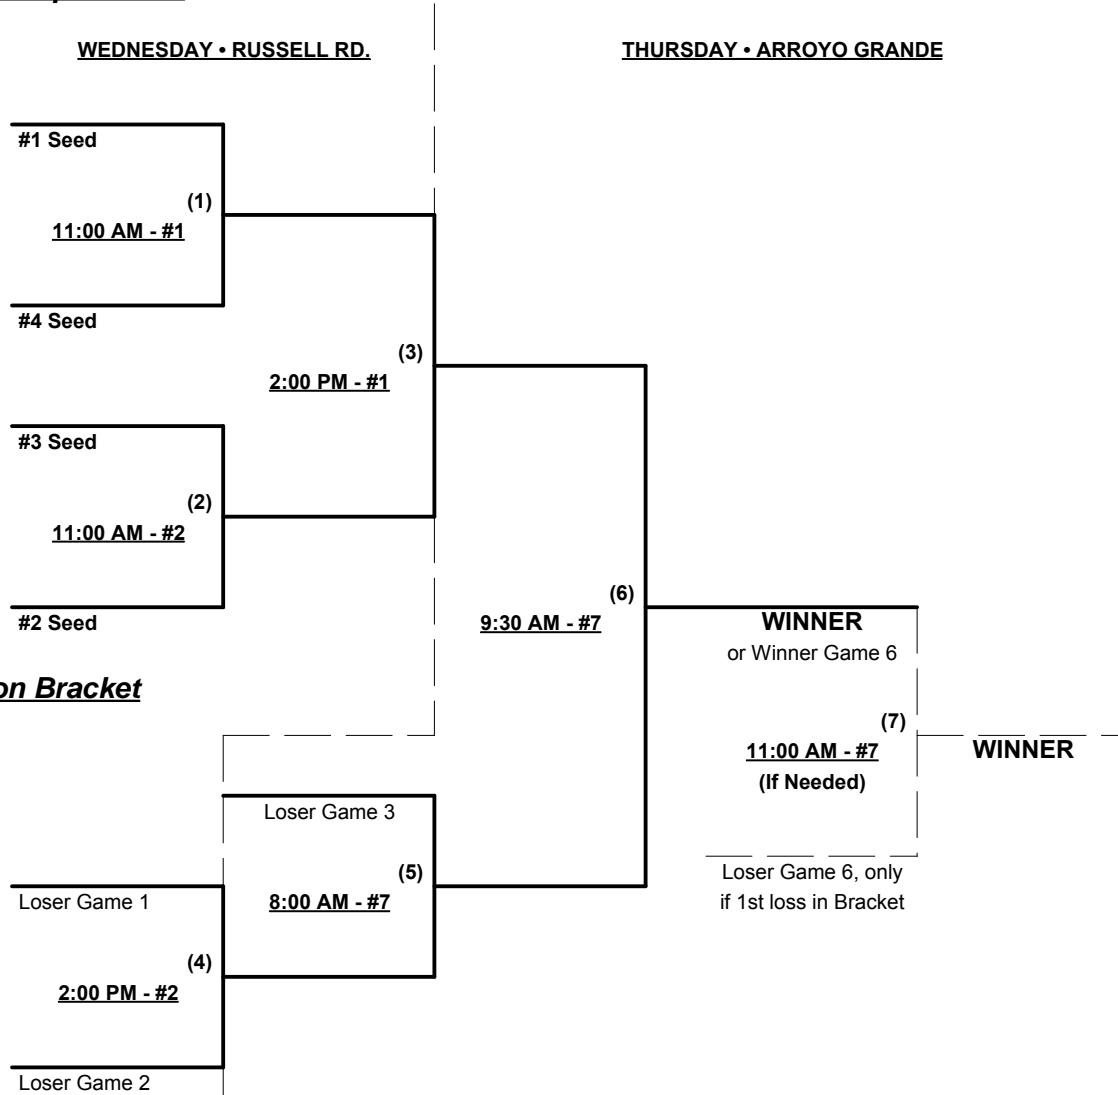 WEDNESDAY • RUSSELL RD.
THURSDAY • ARROYO GRANDE
#1 Seed
(1)
11:00 AM - #1
#4 Seed
(3)
2:00 PM - #1
#3 Seed
(2)
11:00 AM - #2
#2 Seed
(6)
9:30 AM - #7
WINNER
or Winner Game 6
on Bracket
(7)
11:00 AM - #7
(If Needed)
WINNER
Loser Game 3
(5)
8:00 AM - #7
Loser Game 6, only
if 1st loss in Bracket
Loser Game 1
(4)
2:00 PM - #2
Loser Game 2